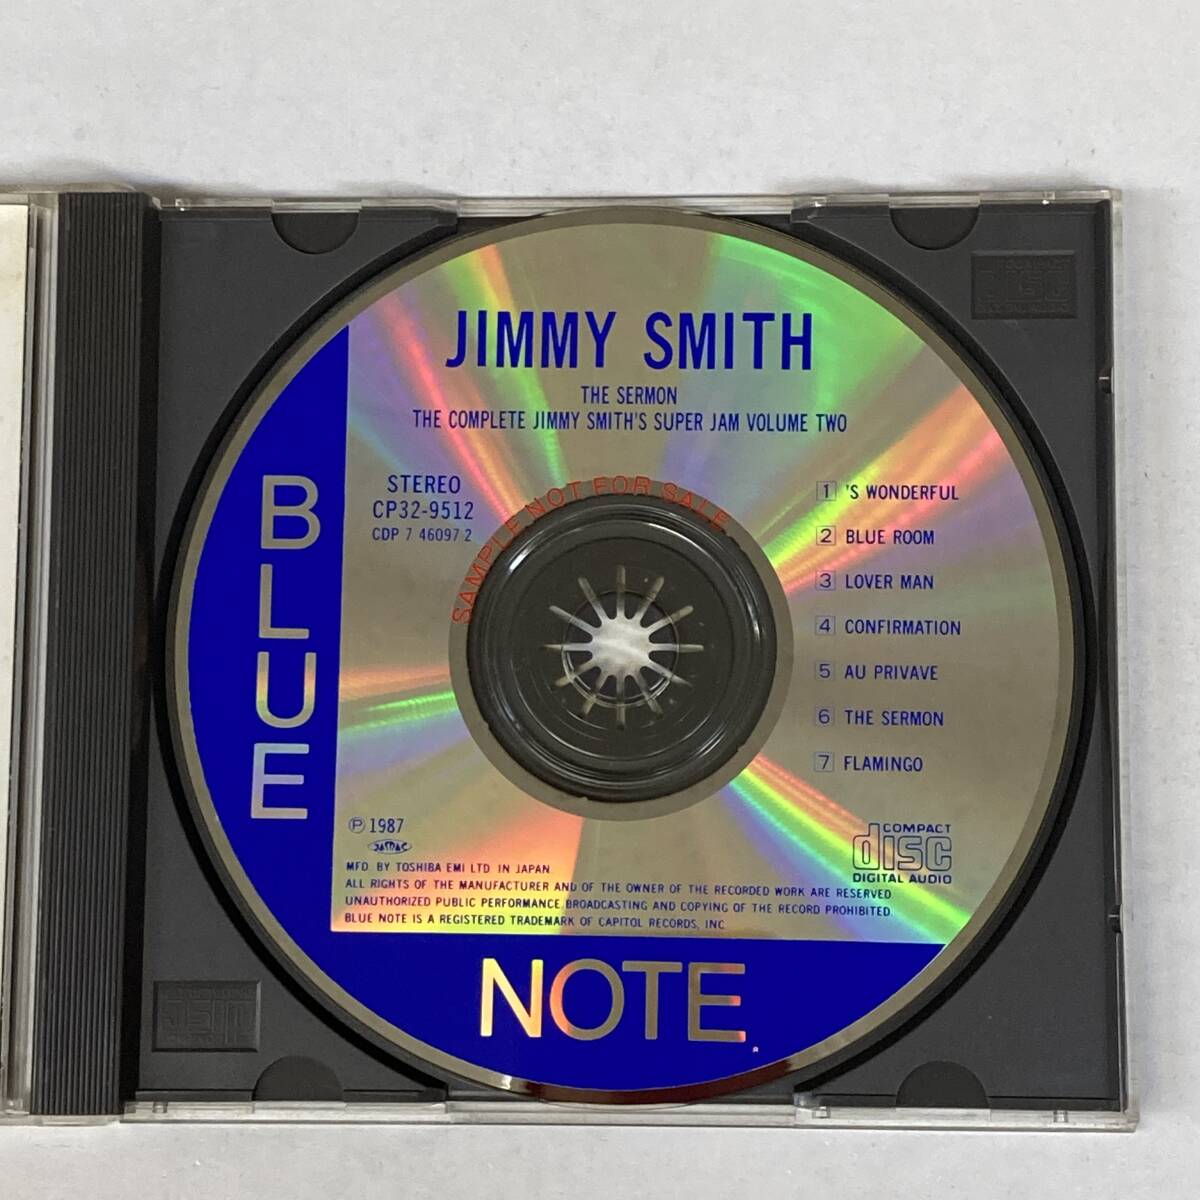 JIMMY SMITH
THE SERMON
THE COMPLETE JIMMY SMITH'S SUPER JAM VOLUME TWO
STEREO
CP32-9512
CDP 7 46097 2
SAMPLE NOT FOR SALE
1 'S WONDERFUL
2 BLUE ROOM
3 LOVER MAN
4 CONFIRMATION
5 AU PRIVAVE
6 THE SERMON
7 FLAMINGO
BLUE
Ⓟ 1987
JASRAC
COMPACT
disc
DIGITAL AUDIO
MFD. BY TOSHIBA EMI LTD. IN JAPAN
ALL RIGHTS OF THE MANUFACTURER AND OF THE OWNER OF THE RECORDED WORK ARE RESERVED
UNAUTHORIZED PUBLIC PERFORMANCE, BROADCASTING AND COPYING OF THE RECORD PROHIBITED.
BLUE NOTE IS A REGISTERED TRADEMARK OF CAPITOL RECORDS, INC.
NOTE